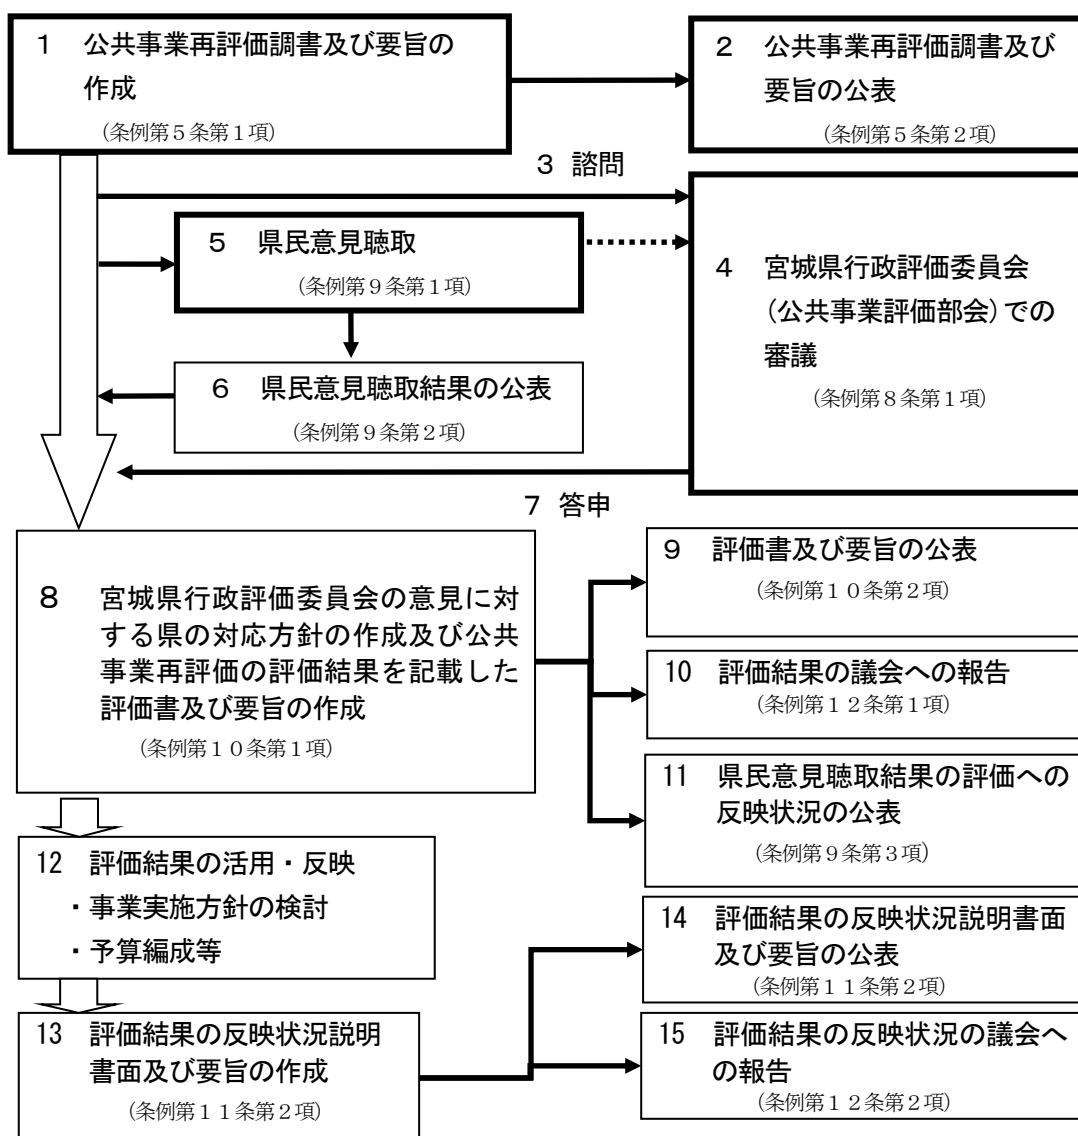 １　公共事業再評価調書及び要旨の
作成
（条例第５条第１項）
２　公共事業再評価調書及び
要旨の公表
（条例第５条第２項）
３　諮問
４　宮城県行政評価委員会
（公共事業評価部会）での
審議
（条例第８条第１項）
５　県民意見聴取
（条例第９条第１項）
６　県民意見聴取結果の公表
（条例第９条第２項）
７　答申
８　宮城県行政評価委員会の意見に対
する県の対応方針の作成及び公共
事業再評価の評価結果を記載した
評価書及び要旨の作成
（条例第１０条第１項）
９　評価書及び要旨の公表
（条例第１０条第２項）
10　評価結果の議会への報告
（条例第１２条第１項）
11　県民意見聴取結果の評価への
反映状況の公表
（条例第９条第３項）
12　評価結果の活用・反映
・事業実施方針の検討
・予算編成等
13　評価結果の反映状況説明
書面及び要旨の作成
（条例第１１条第２項）
14　評価結果の反映状況説明書面
及び要旨の公表
（条例第１１条第２項）
15　評価結果の反映状況の議会へ
の報告
（条例第１２条第２項）